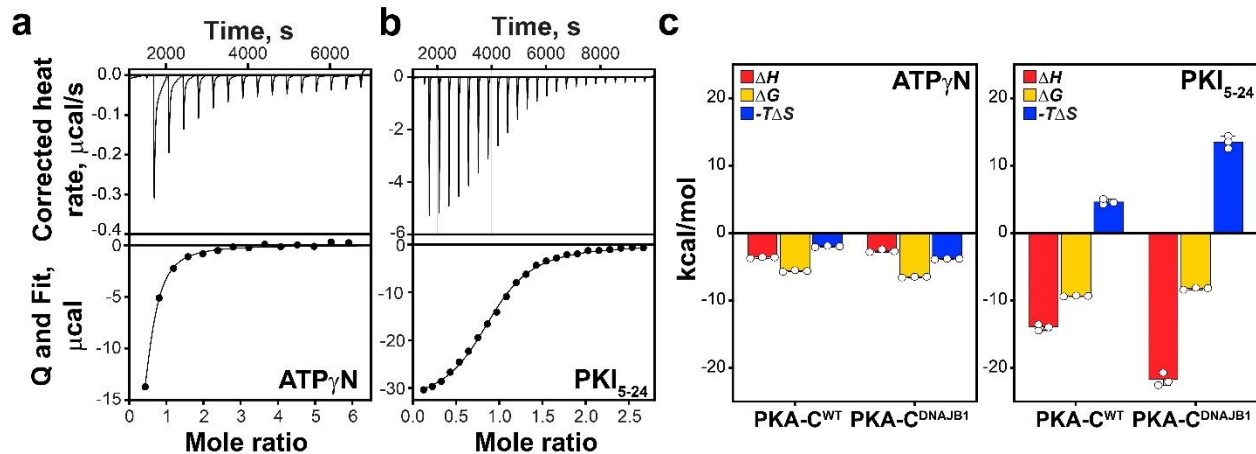 a
Time, s
2000 4000 6000
Corrected heat
rate, μcal/s
0.0
-0.1
-0.2
-0.3
-0.4
Q and Fit,
μcal
0
-5
-10
-15
ATPγN
0 1 2 3 4 5 6
Mole ratio
b
Time, s
2000 4000 6000 8000
0
-2
-4
-6
0
-10
-20
-30
PKI5-24
0.0 0.5 1.0 1.5 2.0 2.5
Mole ratio
c
kcal/mol
20
10
0
-10
-20
ΔH
ΔG
-TΔS
ATPγN
PKA-CWT PKA-CDNAJB1
20
10
0
-10
-20
ΔH
ΔG
-TΔS
PKI5-24
PKA-CWT PKA-CDNAJB1